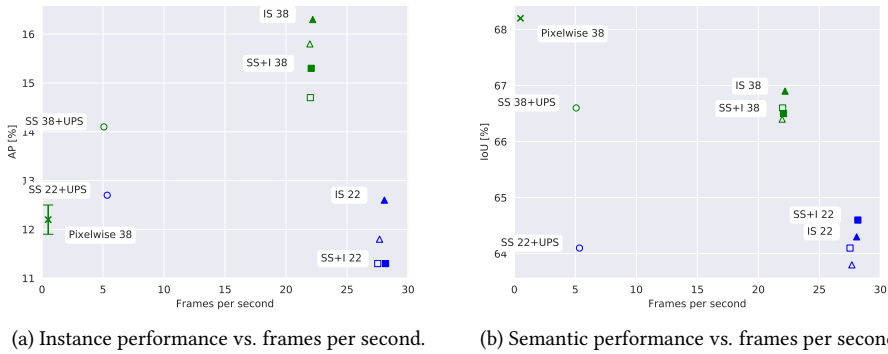 16
15
14
13
12
11
AP [%]
IS 38
SS+I 38
SS 38+UPS
SS 22+UPS
IS 22
Pixelwise 38
SS+I 22
0 5 10 15 20 25 30
Frames per second
(a) Instance performance vs. frames per second.
68
67
66
65
64
IoU [%]
Pixelwise 38
IS 38
SS 38+UPS
SS+I 38
SS+I 22
IS 22
SS 22+UPS
0 5 10 15 20 25 30
Frames per second
(b) Semantic performance vs. frames per secon